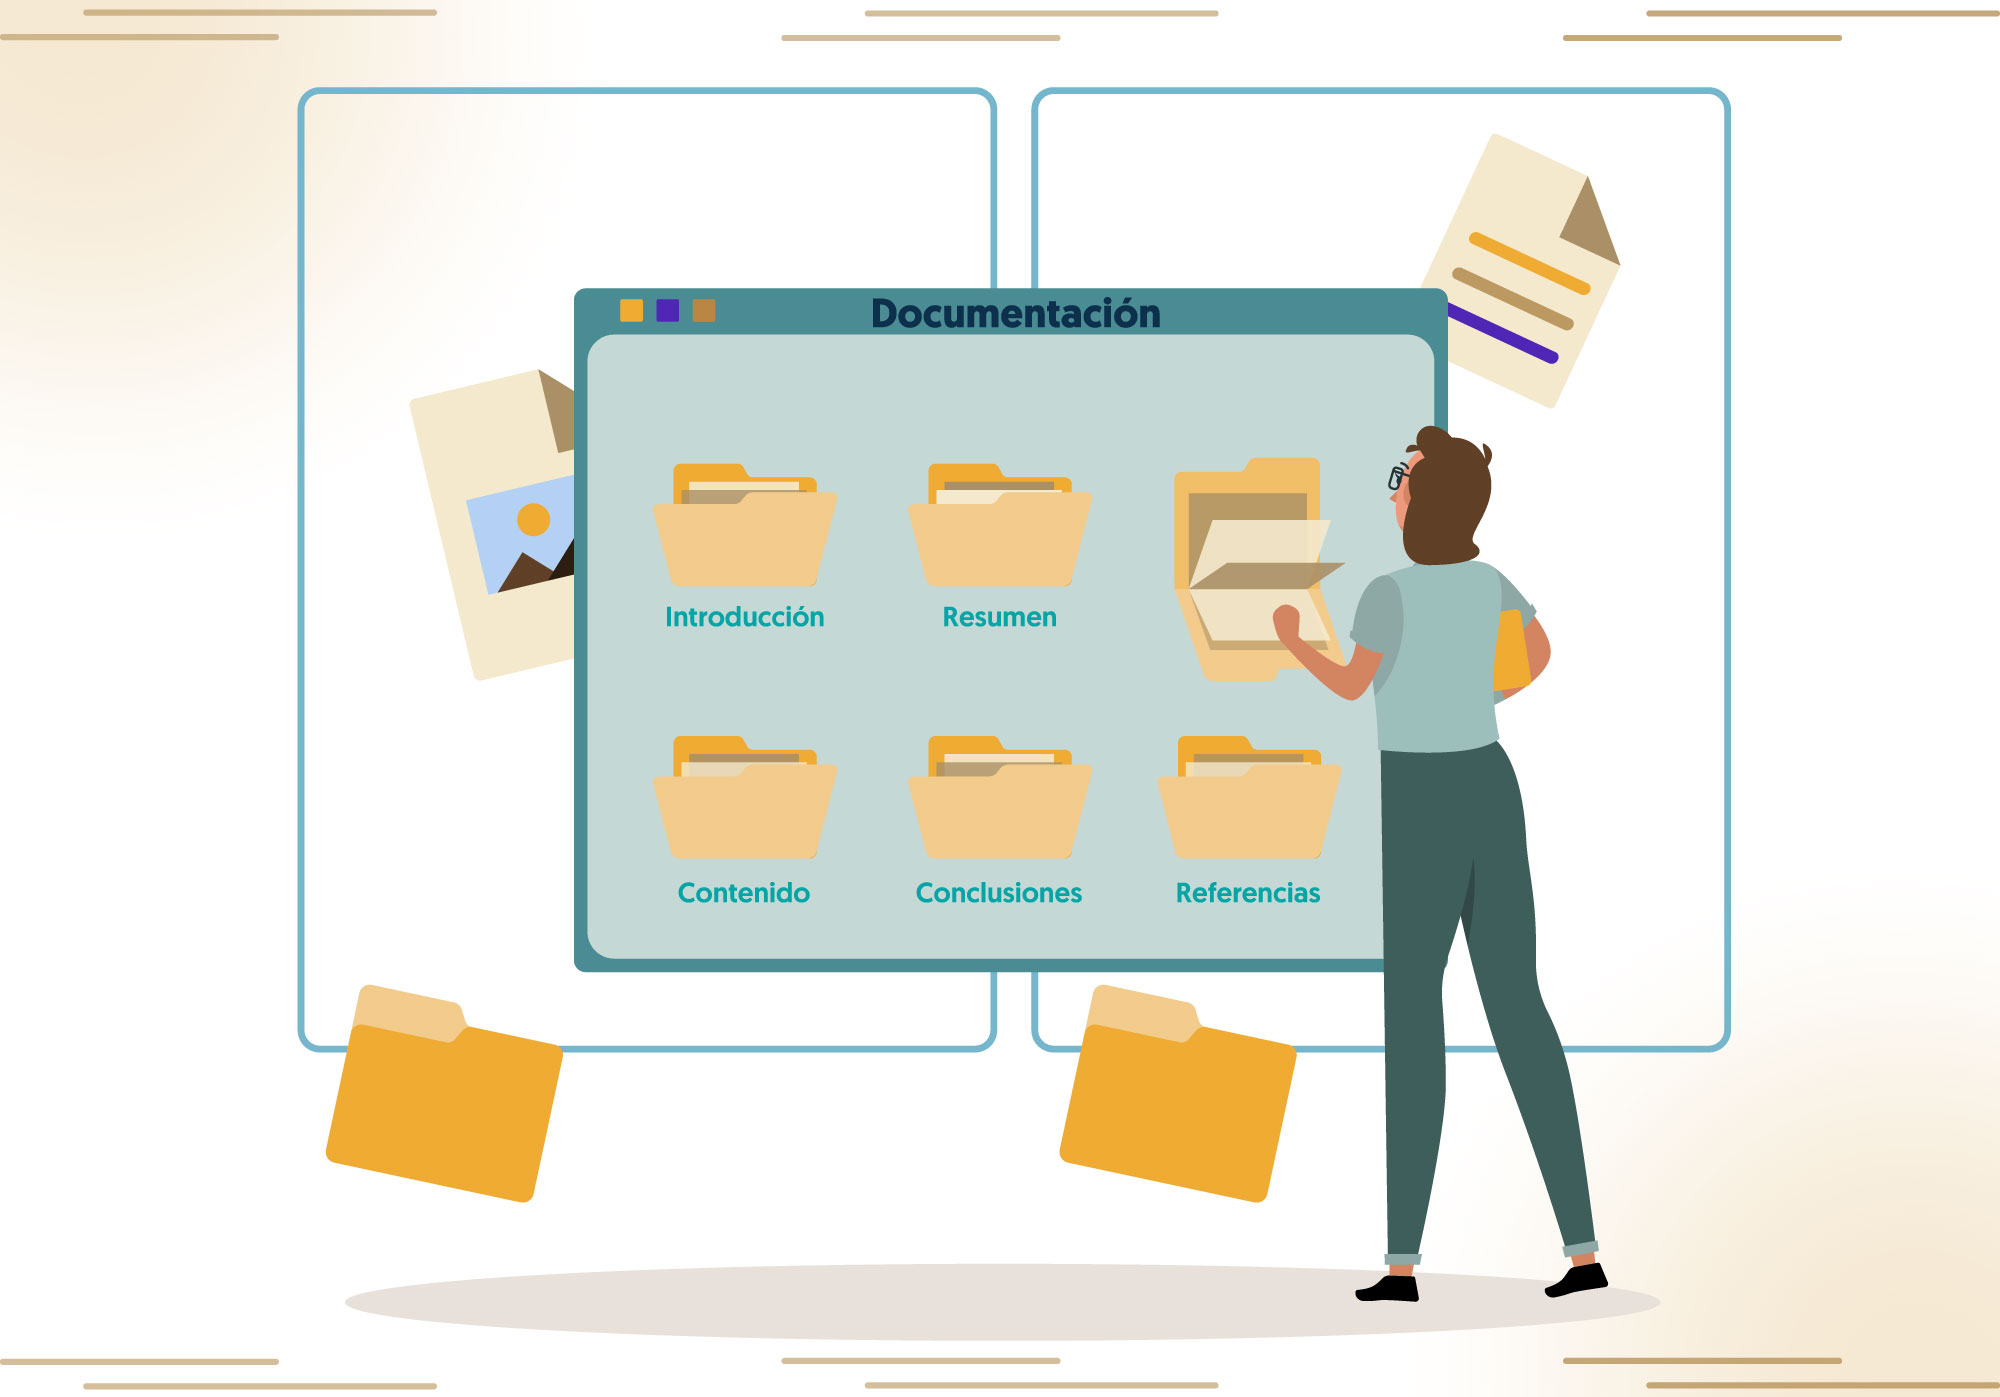 Documentación
Introducción
Resumen
Contenido
Conclusiones
Referencias